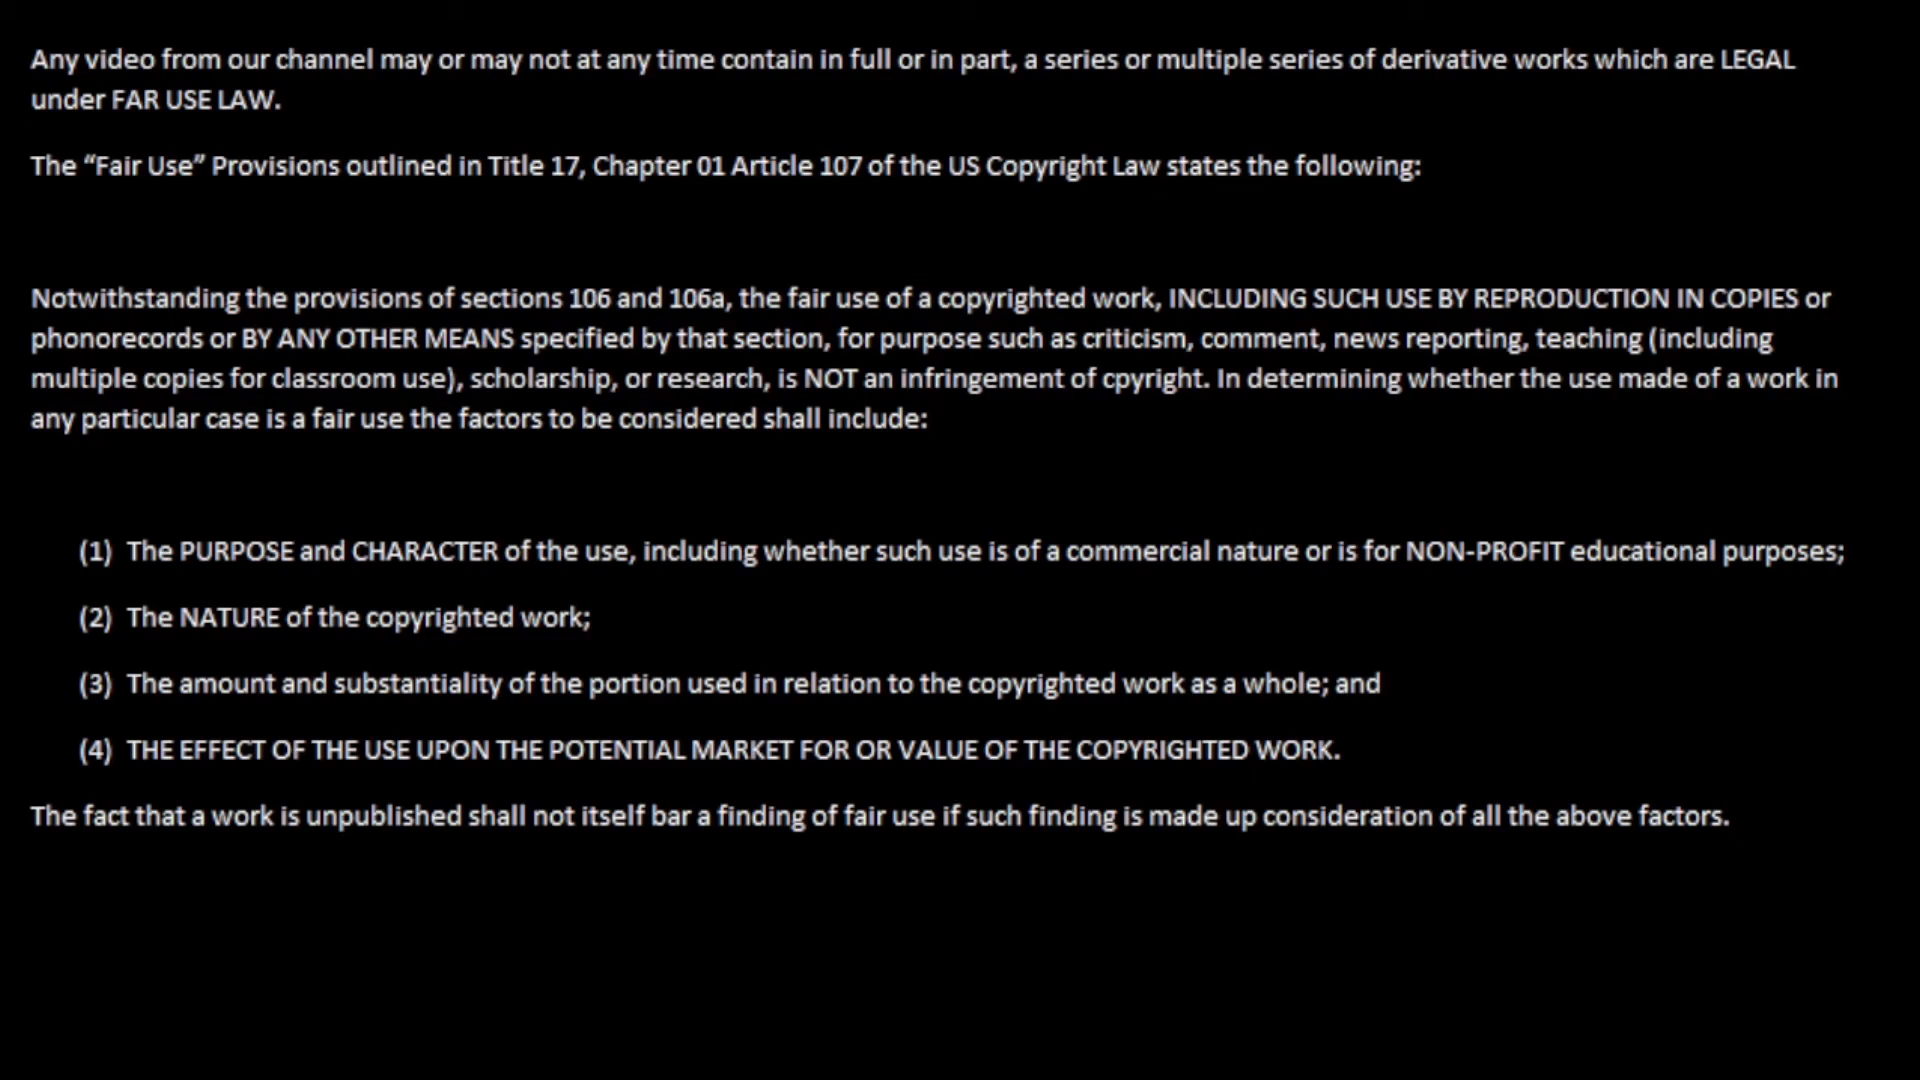 Any video from our channel may or may not at any time contain in full or in part, a series or multiple series of derivative works which are LEGAL
under FAR USE LAW.
The “Fair Use” Provisions outlined in Title 17, Chapter 01 Article 107 of the US Copyright Law states the following:
Notwithstanding the provisions of sections 106 and 106a, the fair use of a copyrighted work, INCLUDING SUCH USE BY REPRODUCTION IN COPIES or
phonorecords or BY ANY OTHER MEANS specified by that section, for purpose such as criticism, comment, news reporting, teaching (including
multiple copies for classroom use), scholarship, or research, is NOT an infringement of cpyright. In determining whether the use made of a work in
any particular case is a fair use the factors to be considered shall include:
(1) The PURPOSE and CHARACTER of the use, including whether such use is of a commercial nature or is for NON-PROFIT educational purposes;
(2) The NATURE of the copyrighted work;
(3) The amount and substantiality of the portion used in relation to the copyrighted work as a whole; and
(4) THE EFFECT OF THE USE UPON THE POTENTIAL MARKET FOR OR VALUE OF THE COPYRIGHTED WORK.
The fact that a work is unpublished shall not itself bar a finding of fair use if such finding is made up consideration of all the above factors.